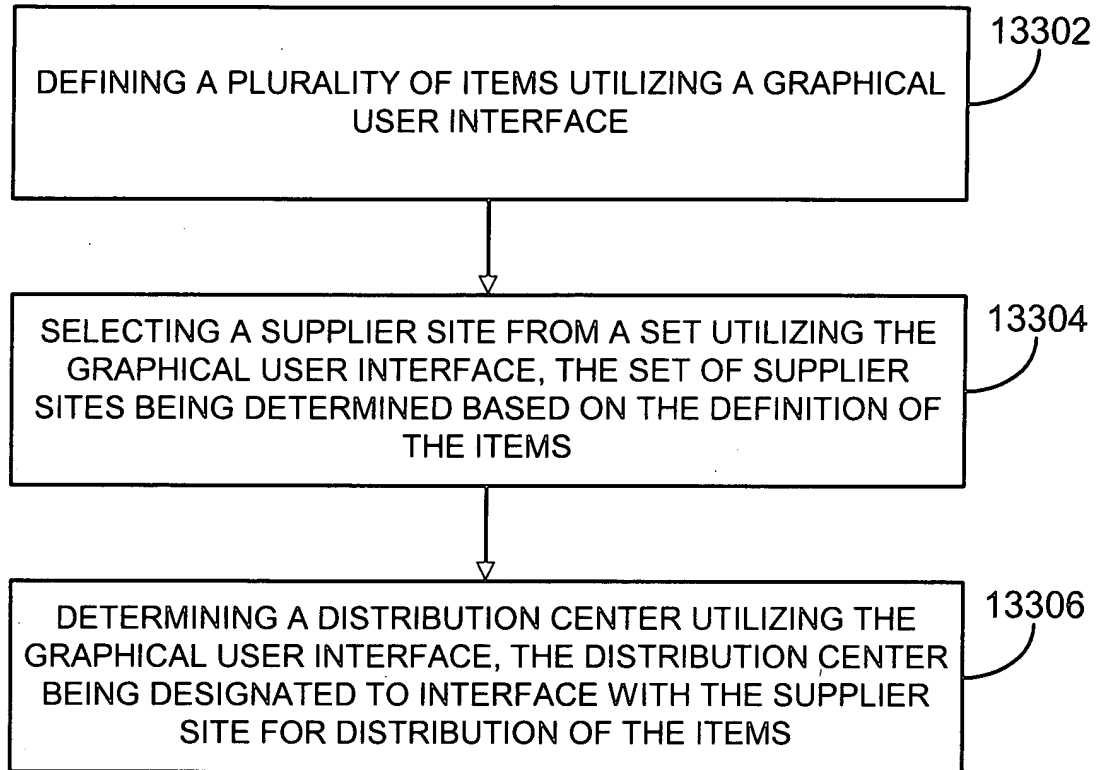 13302
DEFINING A PLURALITY OF ITEMS UTILIZING A GRAPHICAL
USER INTERFACE
13304
SELECTING A SUPPLIER SITE FROM A SET UTILIZING THE
GRAPHICAL USER INTERFACE, THE SET OF SUPPLIER
SITES BEING DETERMINED BASED ON THE DEFINITION OF
THE ITEMS
13306
DETERMINING A DISTRIBUTION CENTER UTILIZING THE
GRAPHICAL USER INTERFACE, THE DISTRIBUTION CENTER
BEING DESIGNATED TO INTERFACE WITH THE SUPPLIER
SITE FOR DISTRIBUTION OF THE ITEMS